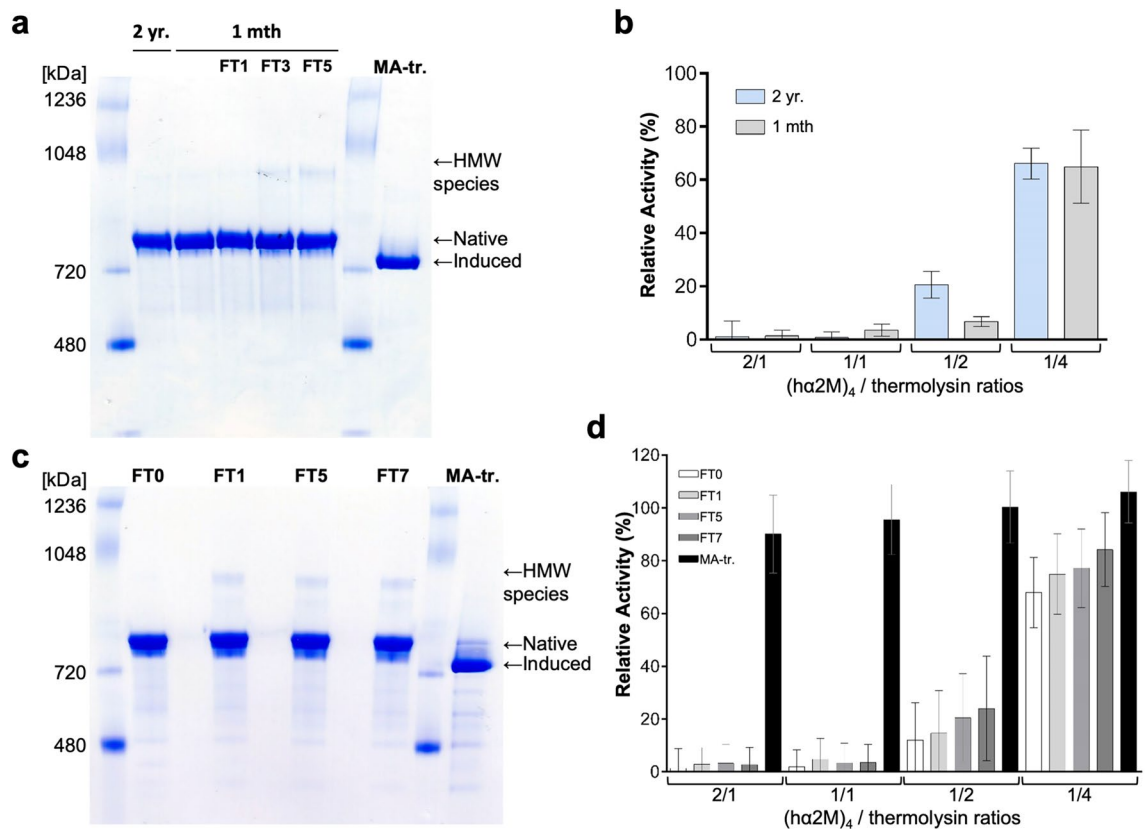 a
2 yr. 1 mth
FT1 FT3 FT5 MA-tr.
[kDa]
1236
1048
720
480
←HMW
species
←Native
←Induced
b
Relative Activity (%)
100
80
60
40
20
0
2 yr.
1 mth
2/1 1/1 1/2 1/4
(hα2M)₄ / thermolysin ratios
c
FT0 FT1 FT5 FT7 MA-tr.
[kDa]
1236
1048
720
480
←HMW
species
←Native
←Induced
d
Relative Activity (%)
120
100
80
60
40
20
0
FT0
FT1
FT5
FT7
MA-tr.
2/1 1/1 1/2 1/4
(hα2M)₄ / thermolysin ratios